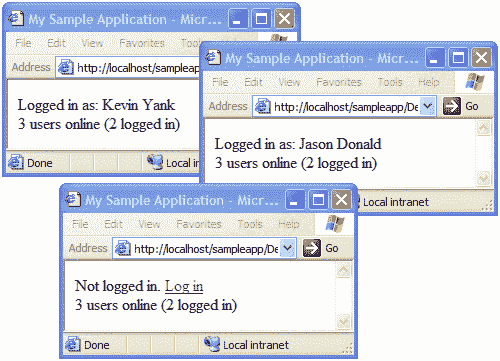 My Sample Application - Micr...
File Edit View Favorites
Address http://localhost/sampleap
Logged in as: Kevin Yank
3 users online (2 logged in)
Done Local in
My Sample Application - Micr...
File Edit View Favorites Tools Help
Address http://localhost/sampleapp/De Go
Logged in as: Jason Donald
3 users online (2 logged in)
Local intranet
My Sample Application - Micr...
File Edit View Favorites Tools Help
Address http://localhost/sampleapp/De Go
Not logged in. Log in
3 users online (2 logged in)
Done Local intranet